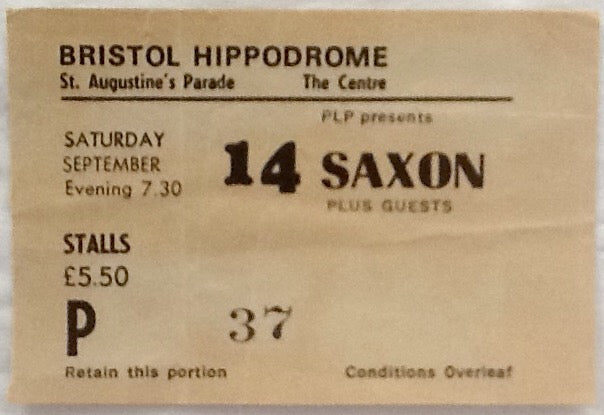 BRISTOL HIPPODROME
St. Augustine's Parade The Centre
PLP presents
SATURDAY
SEPTEMBER
Evening 7.30
14 SAXON
PLUS GUESTS
STALLS
£5.50
P 37
Retain this portion Conditions Overleaf